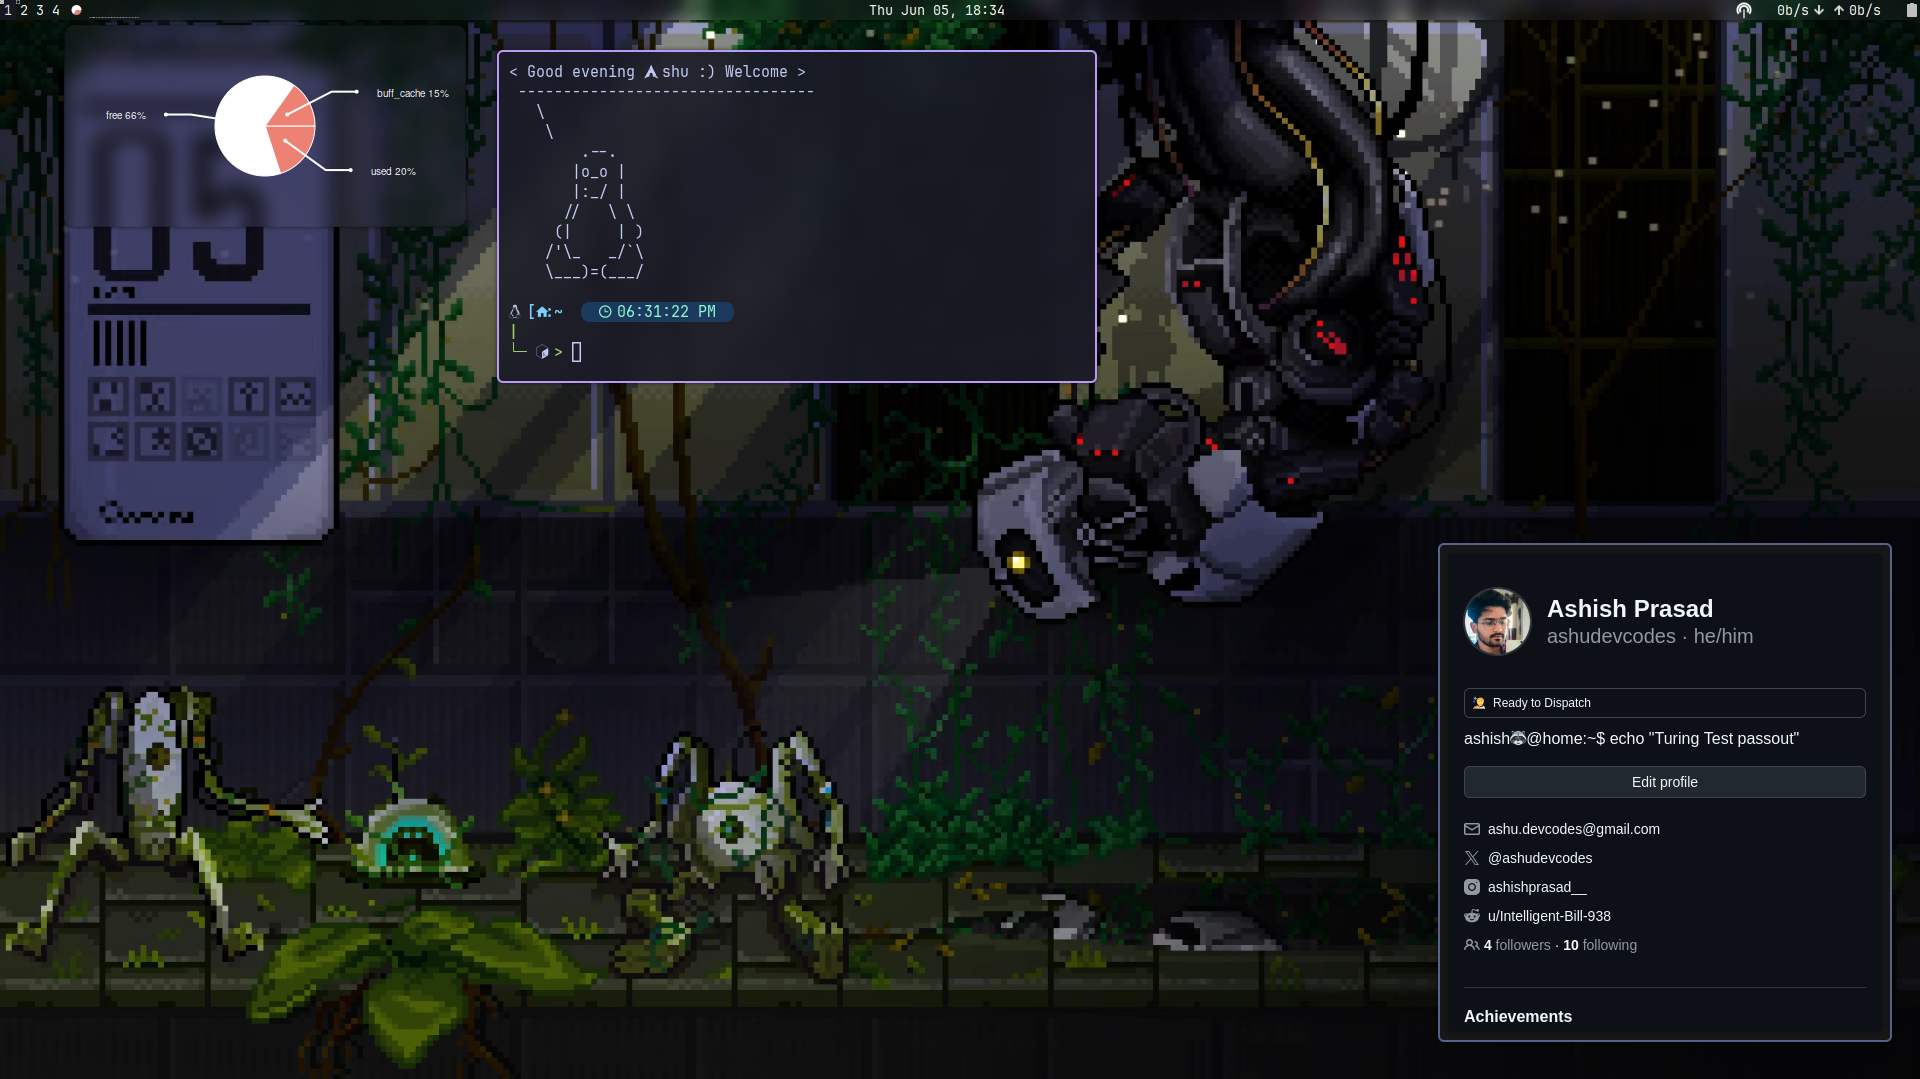 1 2 3 4
Thu Jun 05, 18:34
0b/s ↓ ↑ 0b/s
free 66%
buff_cache 15%
used 20%
05
< Good evening shu :) Welcome >
---------------------------------
   \
    \
        .--.
       |o_o |
       |:_/ |
      //   \ \
     (|     | )
    /'\_   _/`\
    \___)=(___/
[ : ~ 06:31:22 PM
|
└─ >
Ashish Prasad
ashudevcodes · he/him
Ready to Dispatch
ashish🦝@home:~$ echo "Turing Test passout"
Edit profile
ashu.devcodes@gmail.com
@ashudevcodes
ashishprasad__
u/Intelligent-Bill-938
4 followers · 10 following
Achievements